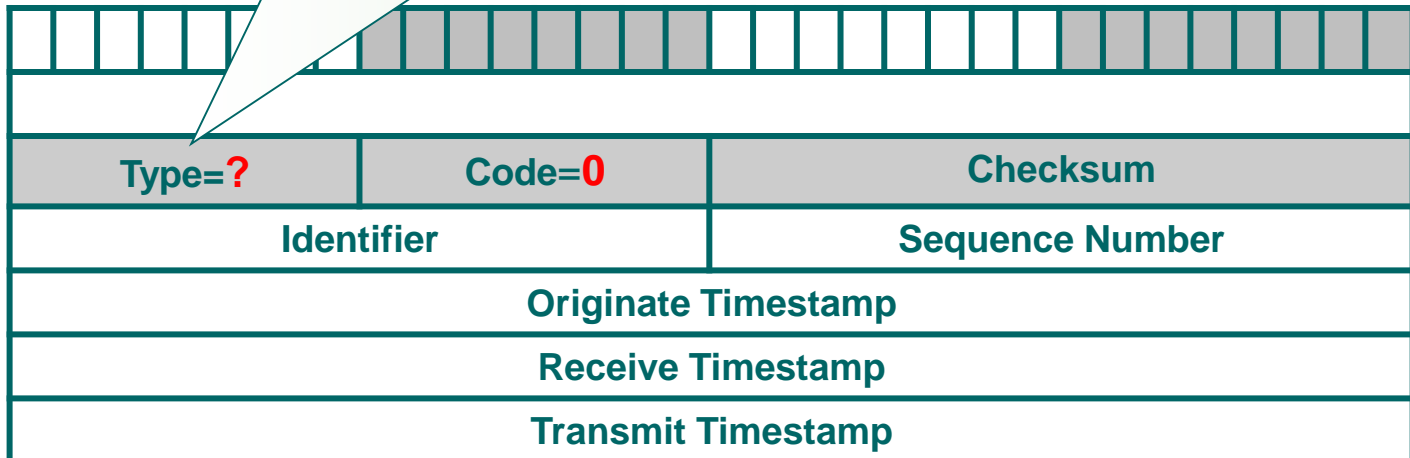 Type=? Code=0 Checksum
Identifier Sequence Number
Originate Timestamp
Receive Timestamp
Transmit Timestamp